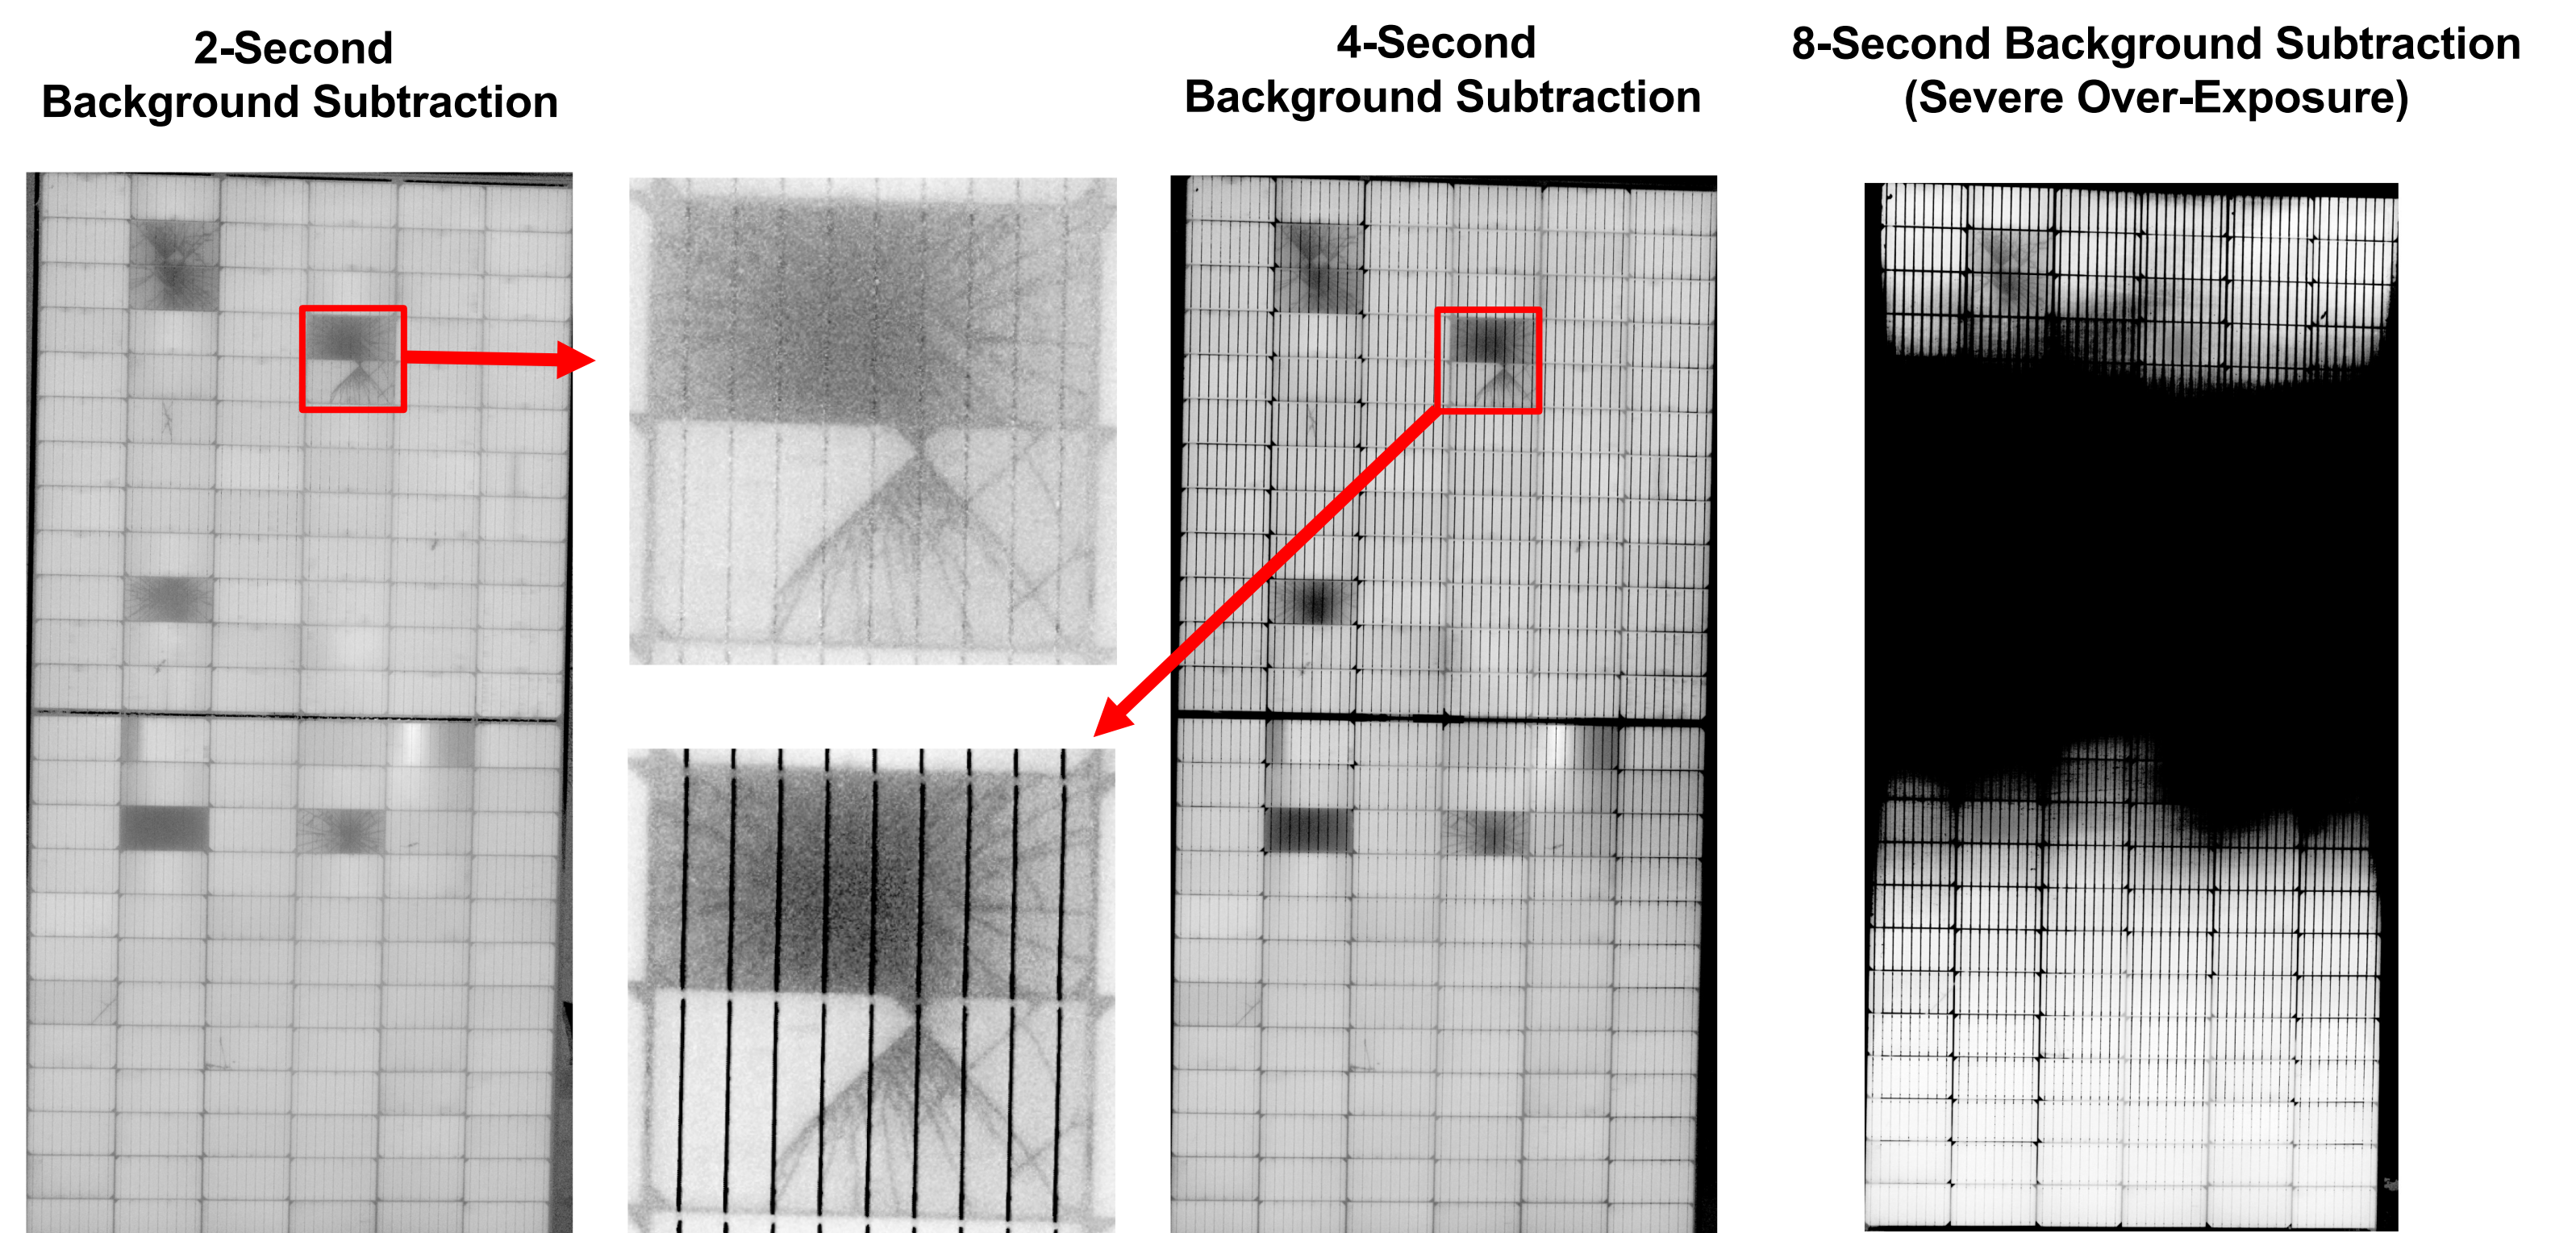 2-Second
Background Subtraction
4-Second
Background Subtraction
8-Second Background Subtraction
(Severe Over-Exposure)